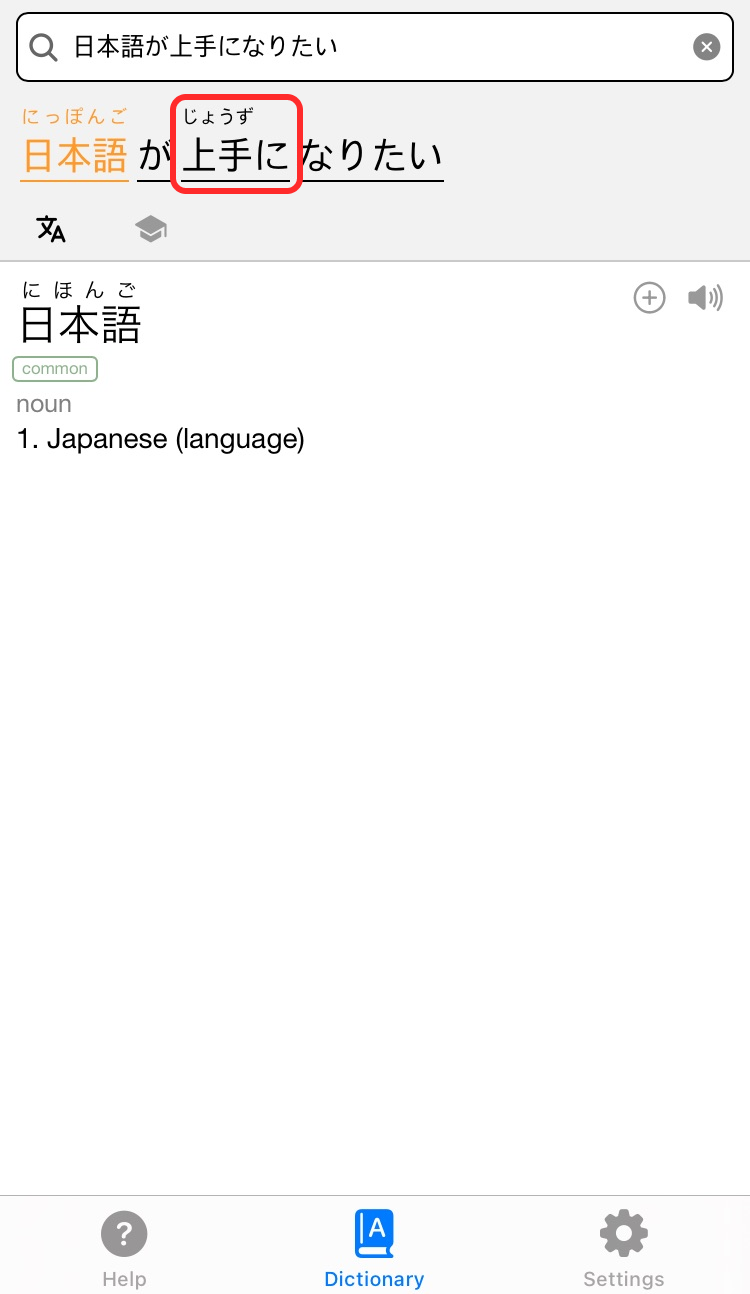 日本語が上手になりたい
にっぽんご じょうず
日本語 が 上手に なりたい
にほんご
日本語
common
noun
1. Japanese (language)
Help Dictionary Settings